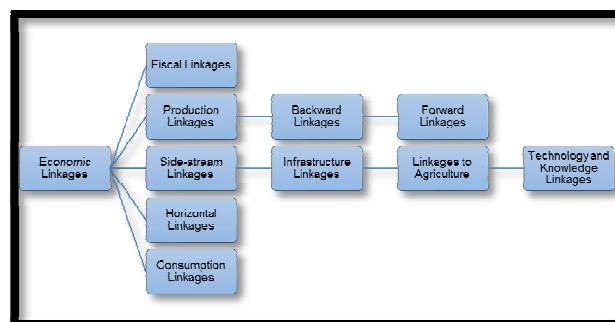 Fiscal Linkages
Production
Linkages
Backward
Linkages
Forward
Linkages
Economic
Linkages
Side-stream
Linkages
Infrastructure
Linkages
Linkages to
Agriculture
Technology and
Knowledge
Linkages
Horizontal
Linkages
Consumption
Linkages